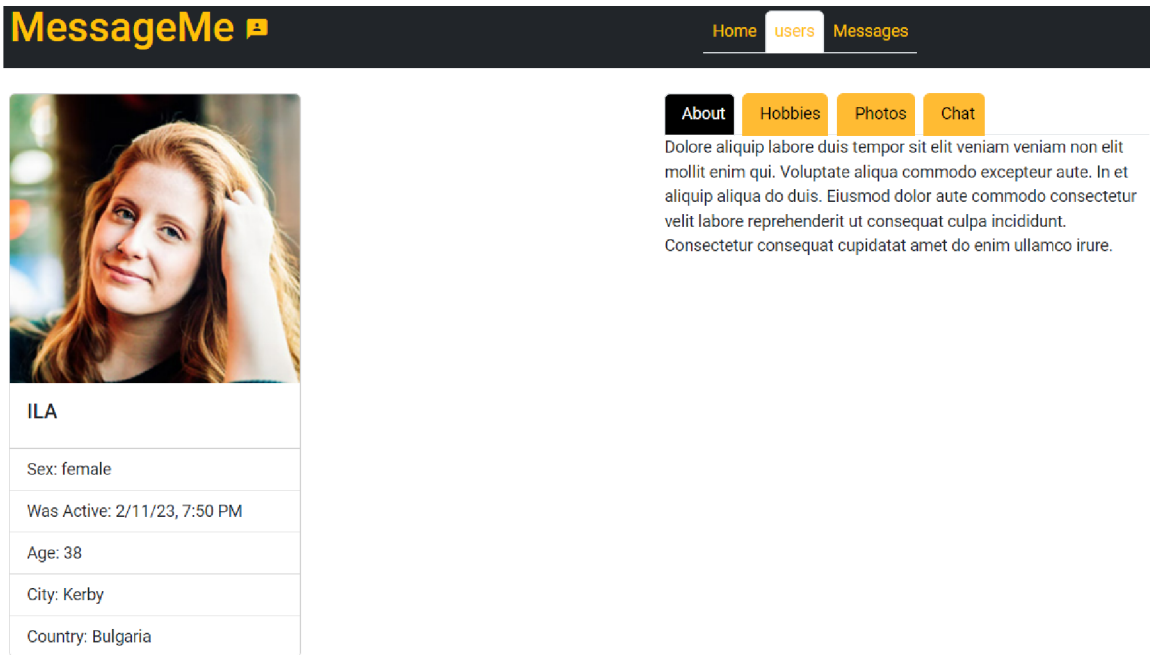 MessageMe
Home users Messages
About Hobbies Photos Chat
Dolore aliquip labore duis tempor sit elit veniam veniam non elit
mollit enim qui. Voluptate aliqua commodo excepteur aute. In et
aliquip aliqua do duis. Eiusmod dolor aute commodo consectetur
velit labore reprehenderit ut consequat culpa incididunt.
Consectetur consequat cupidatat amet do enim ullamco irure.
ILA
Sex: female
Was Active: 2/11/23, 7:50 PM
Age: 38
City: Kerby
Country: Bulgaria